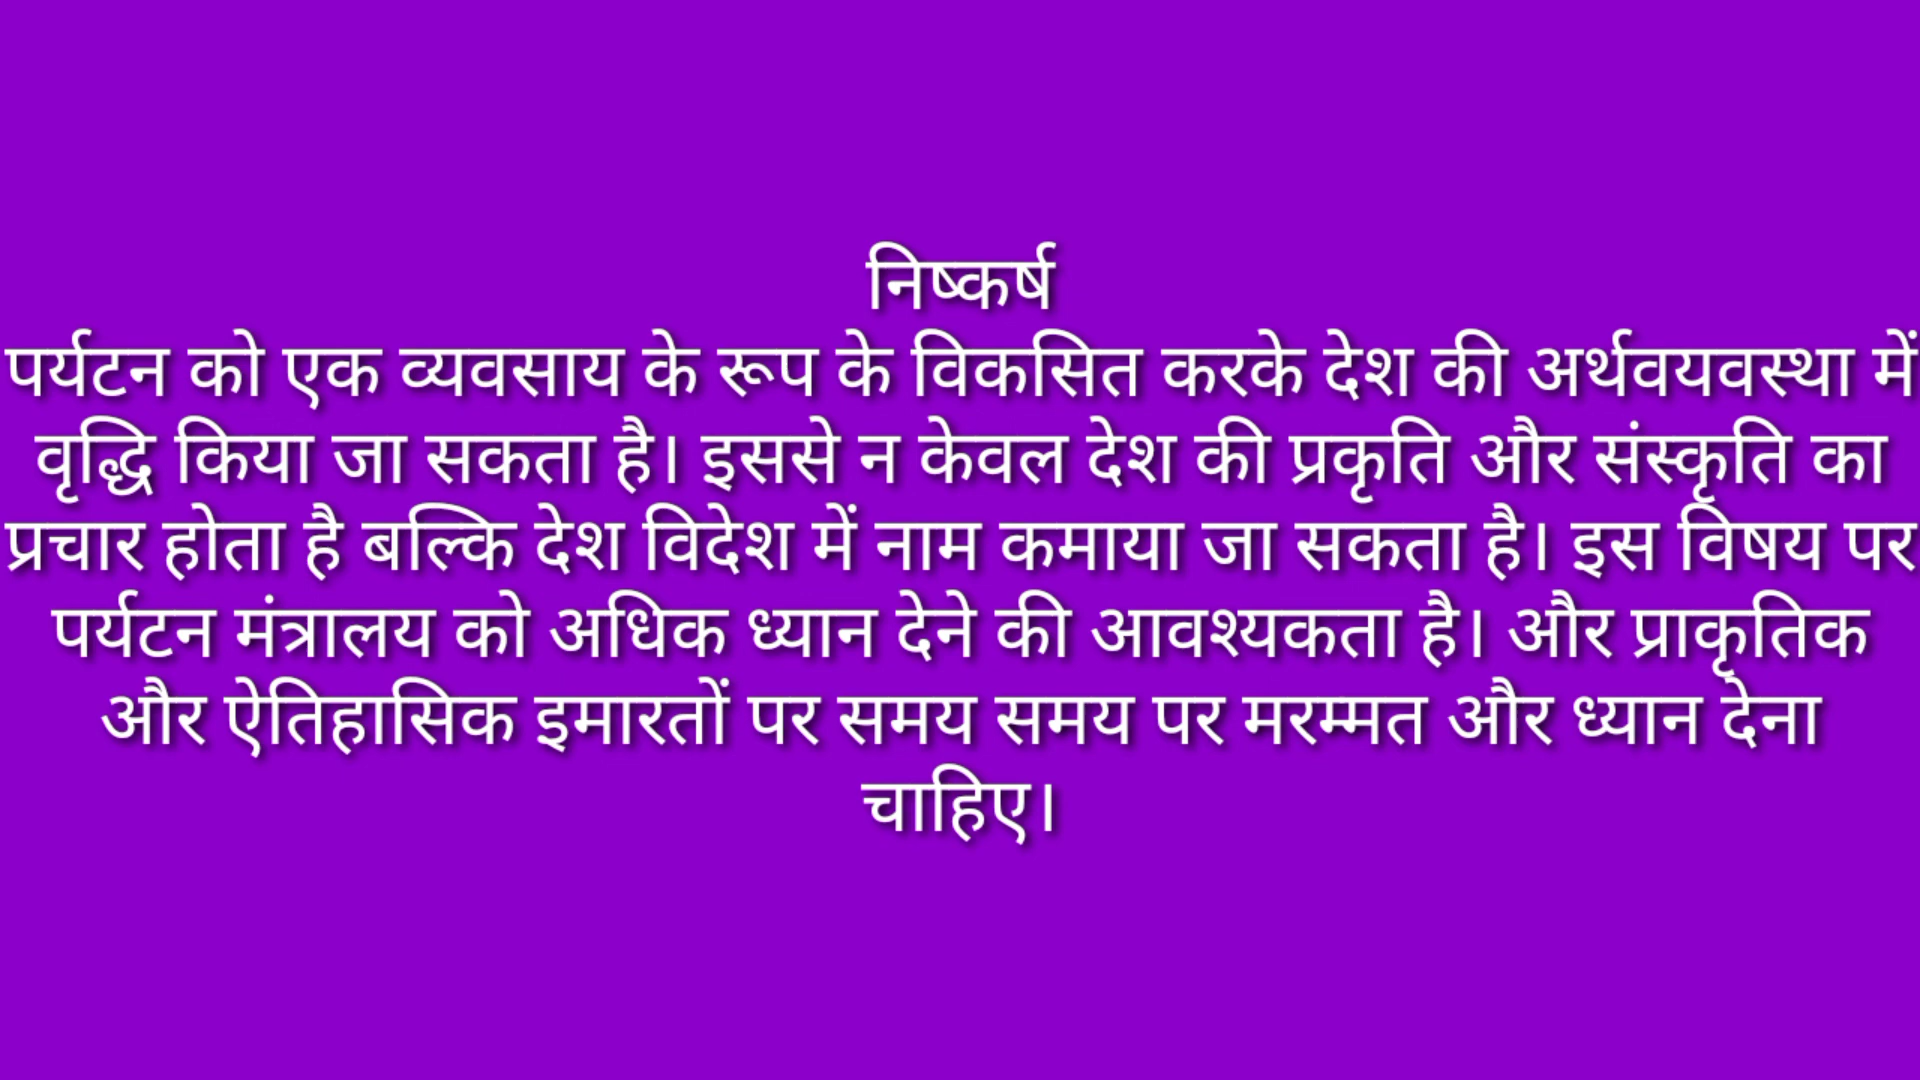 निष्कर्ष
पर्यटन को एक व्यवसाय के रूप के विकसित करके देश की अर्थवयवस्था में
वृद्धि किया जा सकता है। इससे न केवल देश की प्रकृति और संस्कृति का
प्रचार होता है बल्कि देश विदेश में नाम कमाया जा सकता है। इस विषय पर
पर्यटन मंत्रालय को अधिक ध्यान देने की आवश्यकता है। और प्राकृतिक
और ऐतिहासिक इमारतों पर समय समय पर मरम्मत और ध्यान देना
चाहिए।